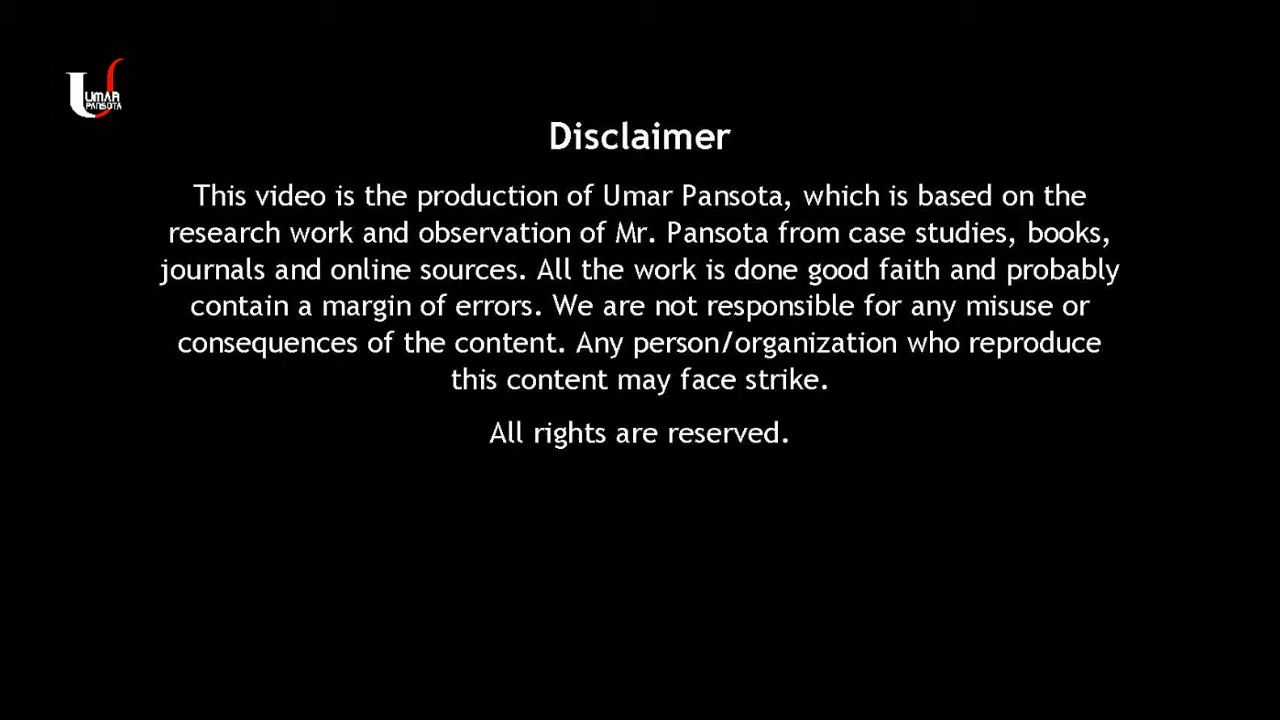 UMAR
PANSOTA
Disclaimer
This video is the production of Umar Pansota, which is based on the
research work and observation of Mr. Pansota from case studies, books,
journals and online sources. All the work is done good faith and probably
contain a margin of errors. We are not responsible for any misuse or
consequences of the content. Any person/organization who reproduce
this content may face strike.
All rights are reserved.